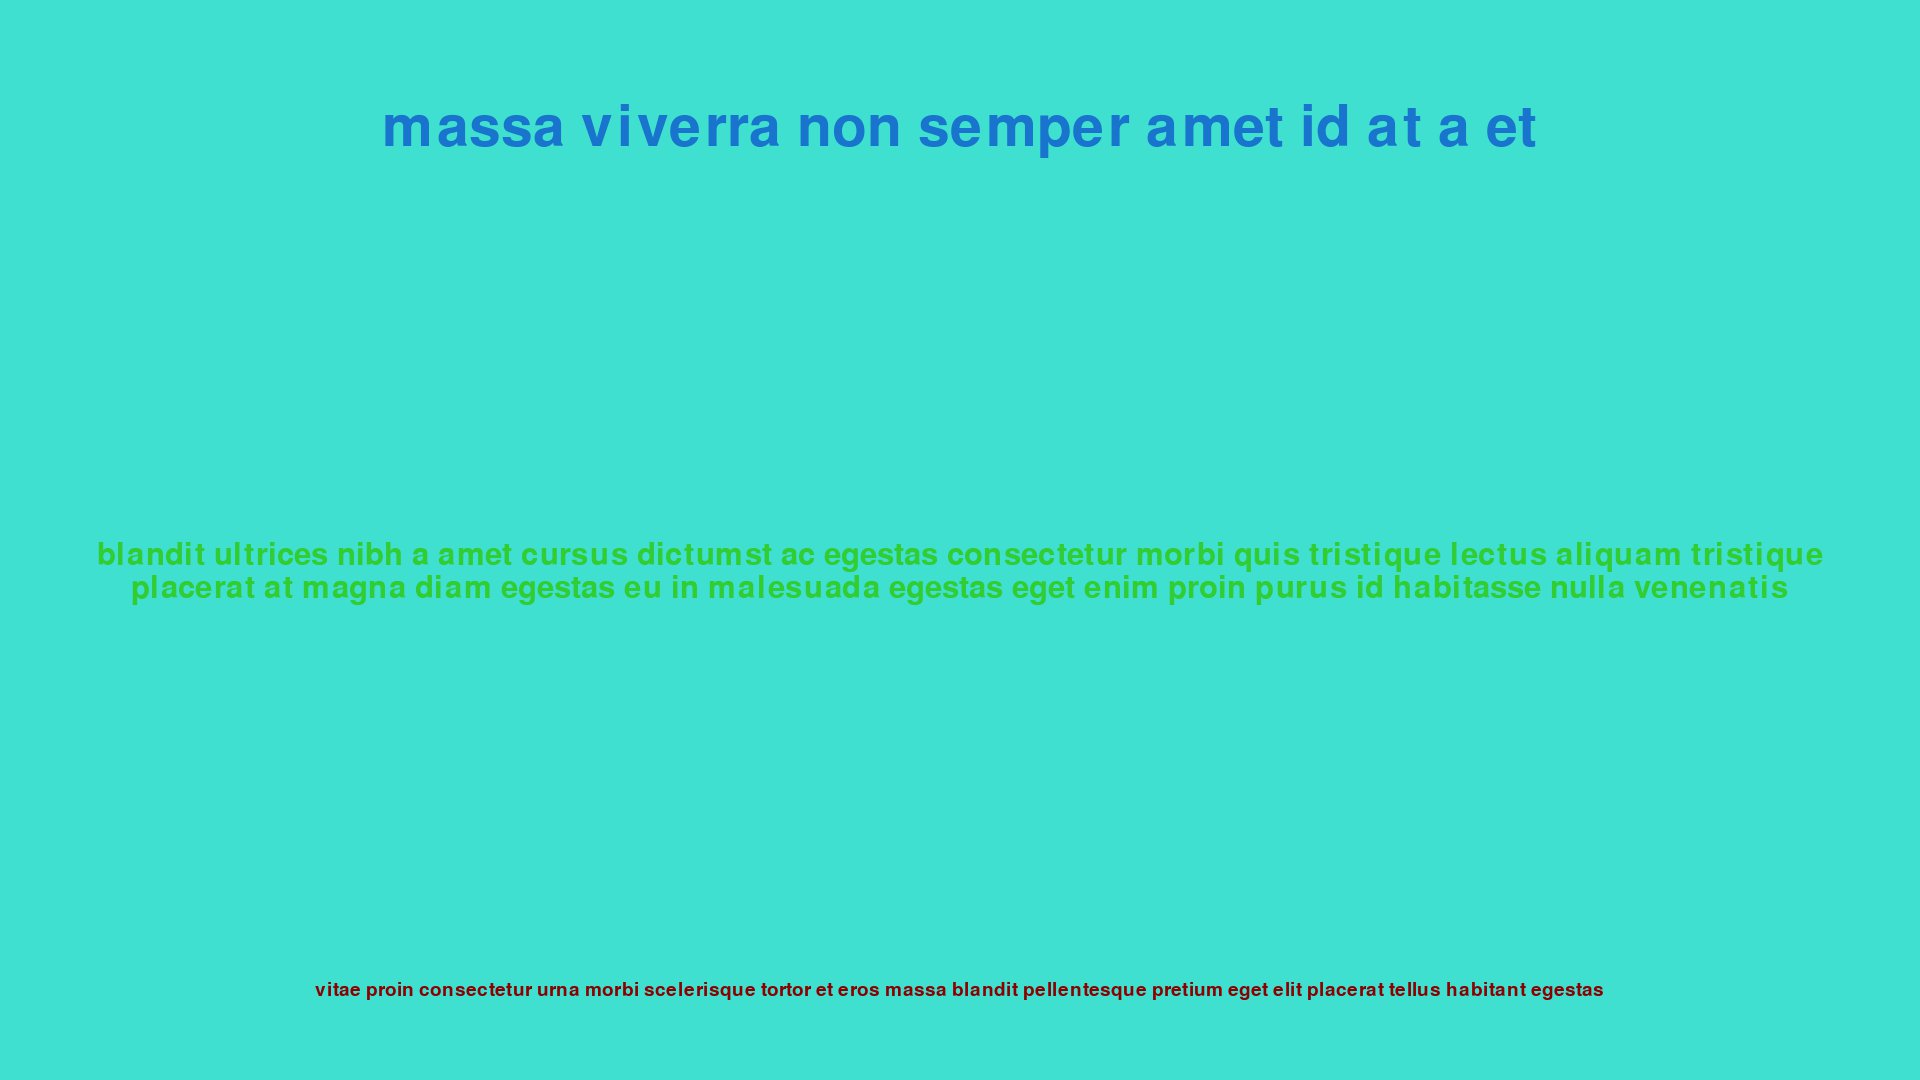 massa viverra non semper amet id at a et
blandit ultrices nibh a amet cursus dictumst ac egestas consectetur morbi quis tristique lectus aliquam tristique
placerat at magna diam egestas eu in malesuada egestas eget enim proin purus id habitasse nulla venenatis
vitae proin consectetur urna morbi scelerisque tortor et eros massa blandit pellentesque pretium eget elit placerat tellus habitant egestas